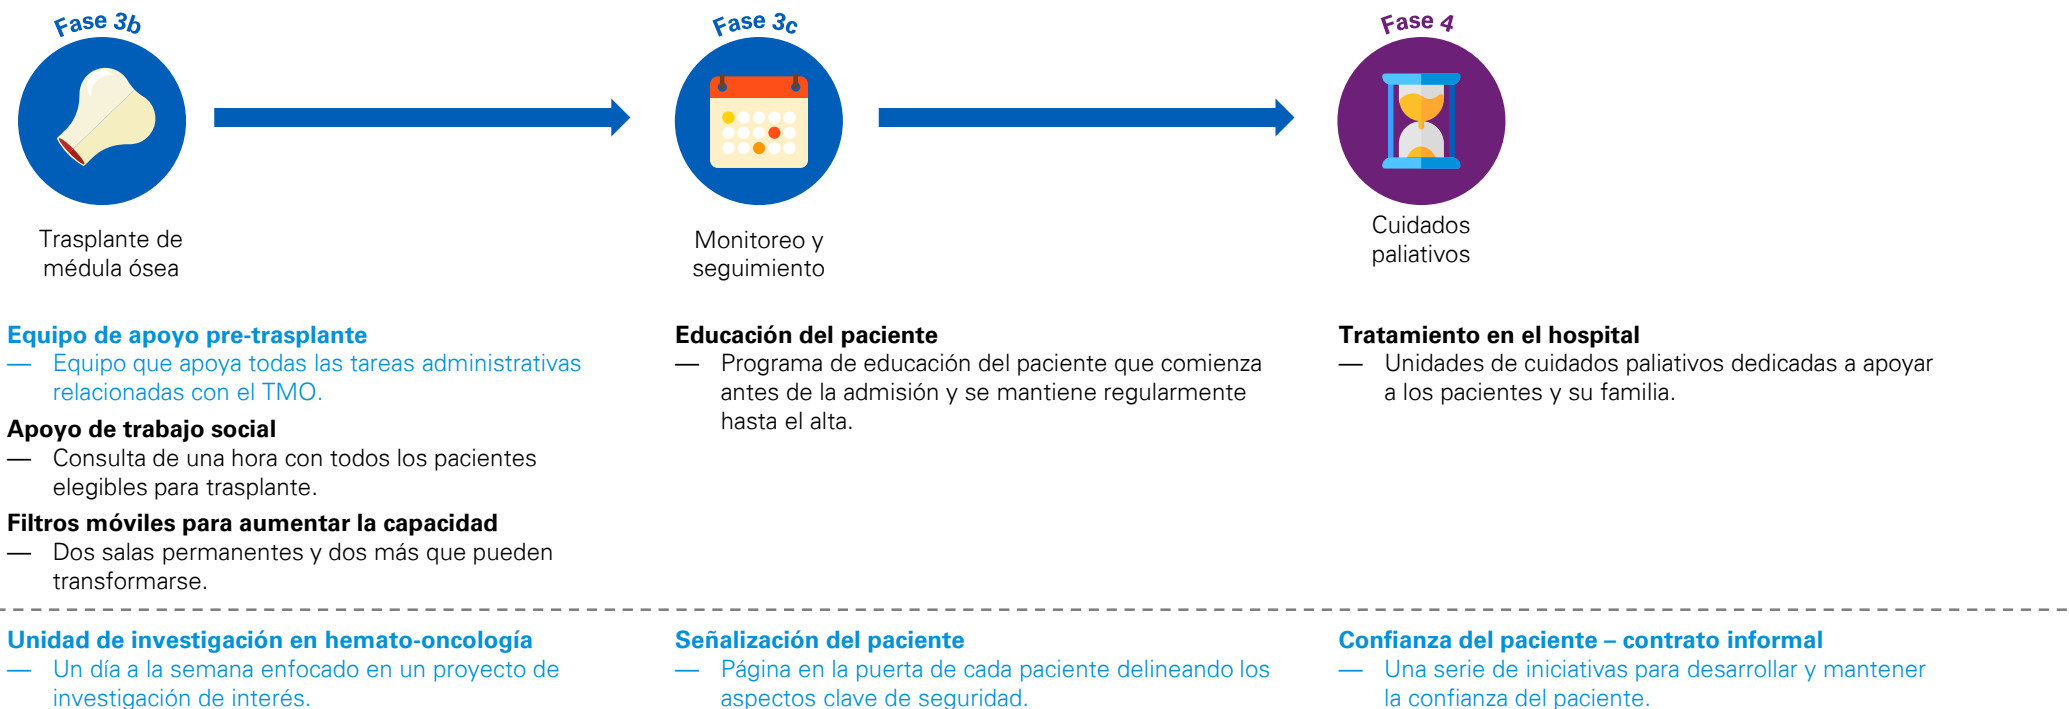 Fase 3b
Trasplante de
médula ósea
Equipo de apoyo pre-trasplante
— Equipo que apoya todas las tareas administrativas
relacionadas con el TMO.
Apoyo de trabajo social
— Consulta de una hora con todos los pacientes
elegibles para trasplante.
Filtros móviles para aumentar la capacidad
— Dos salas permanentes y dos más que pueden
transformarse.
Fase 3c
Monitoreo y
seguimiento
Educación del paciente
— Programa de educación del paciente que comienza
antes de la admisión y se mantiene regularmente
hasta el alta.
Fase 4
Cuidados
paliativos
Tratamiento en el hospital
— Unidades de cuidados paliativos dedicadas a apoyar
a los pacientes y su familia.
Unidad de investigación en hemato-oncología
— Un día a la semana enfocado en un proyecto de
investigación de interés.
Señalización del paciente
— Página en la puerta de cada paciente delineando los
aspectos clave de seguridad.
Confianza del paciente – contrato informal
— Una serie de iniciativas para desarrollar y mantener
la confianza del paciente.